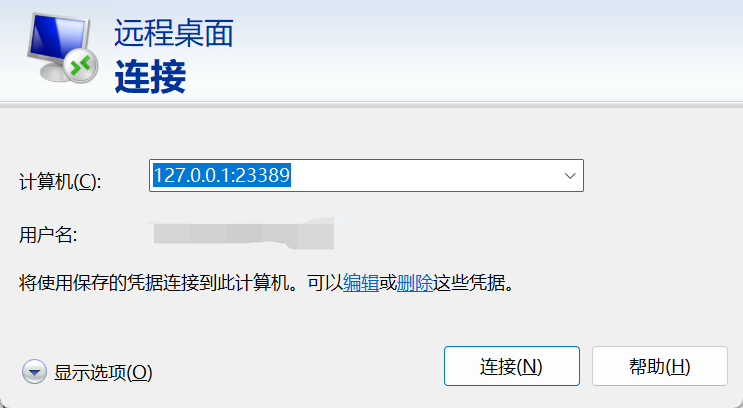 远程桌面
连接
计算机(C):
127.0.0.1:23389
用户名:
将使用保存的凭据连接到此计算机。可以编辑或删除这些凭据。
显示选项(O)
连接(N)
帮助(H)